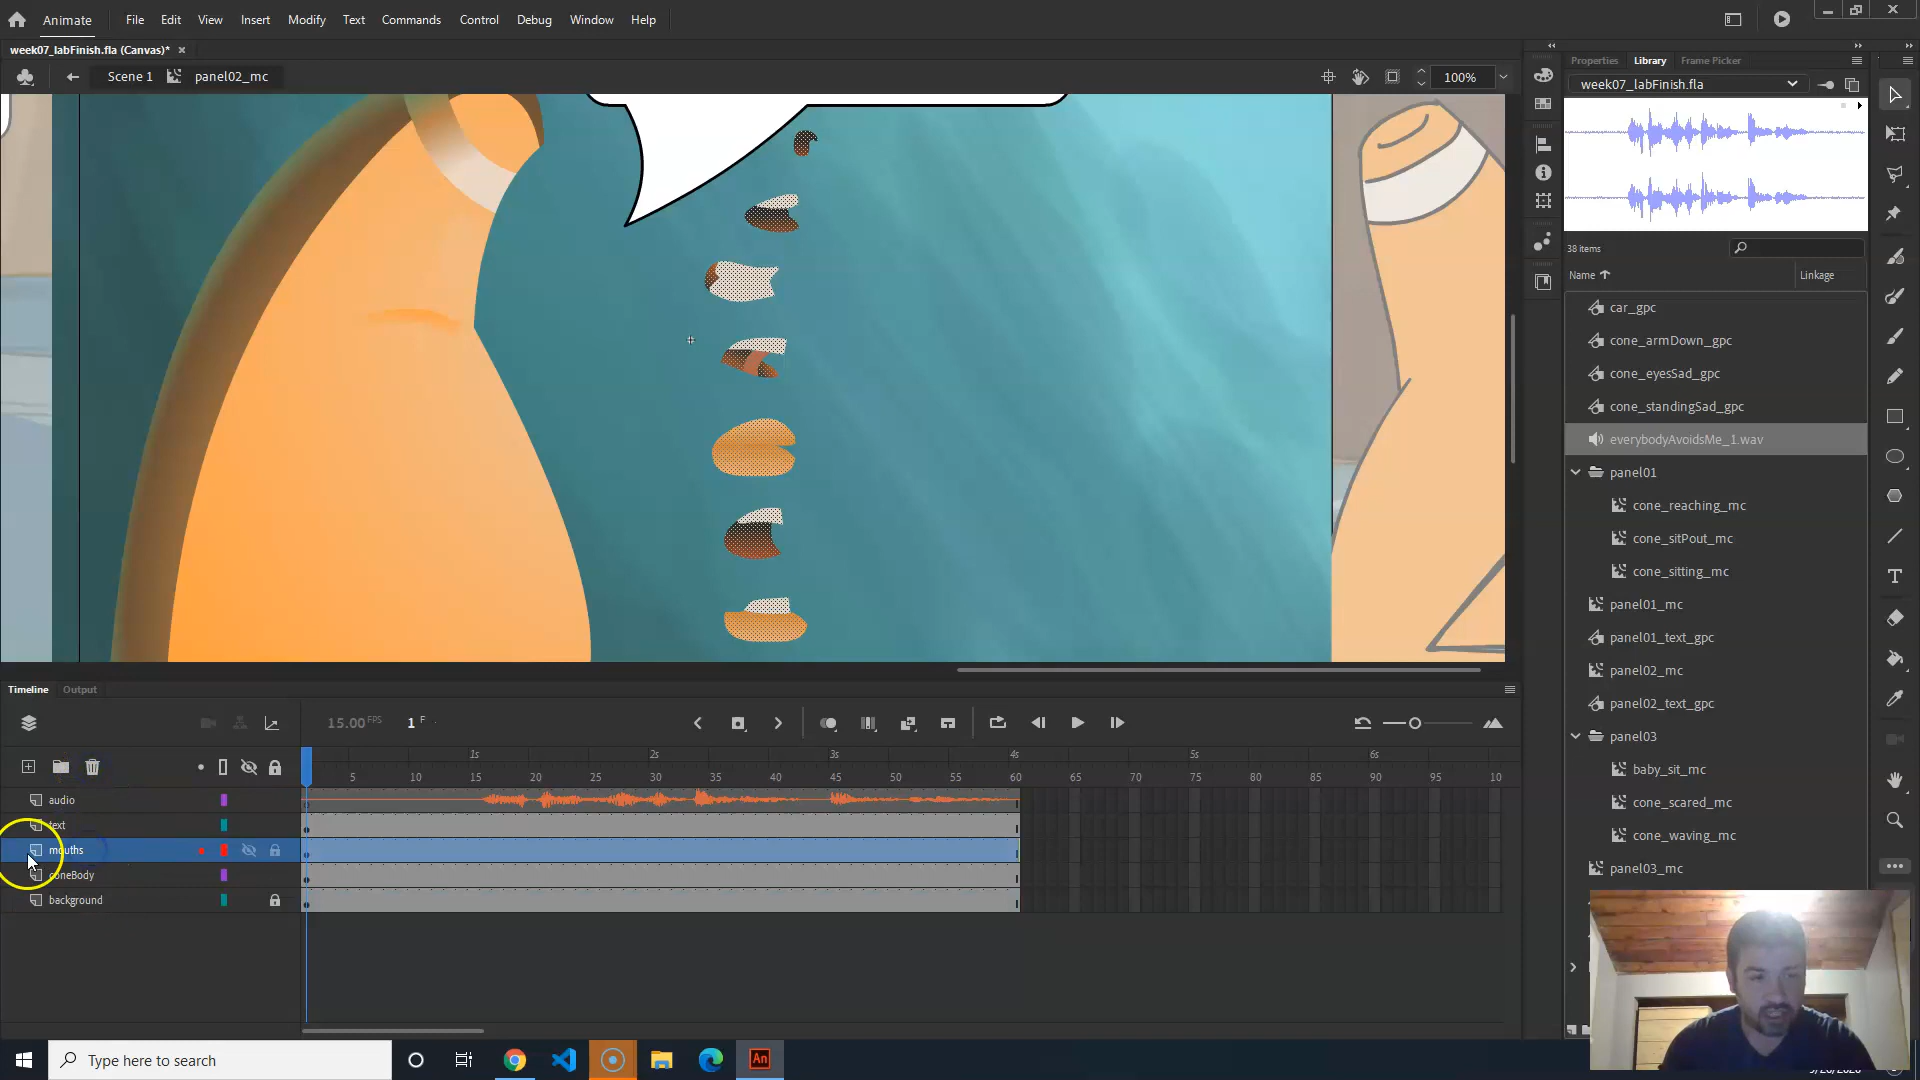 Animate File Edit View Insert Modify Text Commands Control Debug Window Help
week07_labFinish.fla (Canvas)*
Scene 1 panel02_mc 100%
Properties Library Frame Picker
week07_labFinish.fla
38 items
Name Linkage
car_gpc
cone_armDown_gpc
cone_eyesSad_gpc
cone_standingSad_gpc
everybodyAvoidsMe_1.wav
panel01
cone_reaching_mc
cone_sitPout_mc
cone_sitting_mc
panel01_mc
panel01_text_gpc
panel02_mc
panel02_text_gpc
panel03
baby_sit_mc
cone_scared_mc
cone_waving_mc
panel03_mc
Timeline Output
15.00 FPS 1 F
1s 2s 3s 4s 5s 6s
5 10 15 20 25 30 35 40 45 50 55 60 65 70 75 80 85 90 95 10
audio
text
mouths
coneBody
background
Type here to search
An